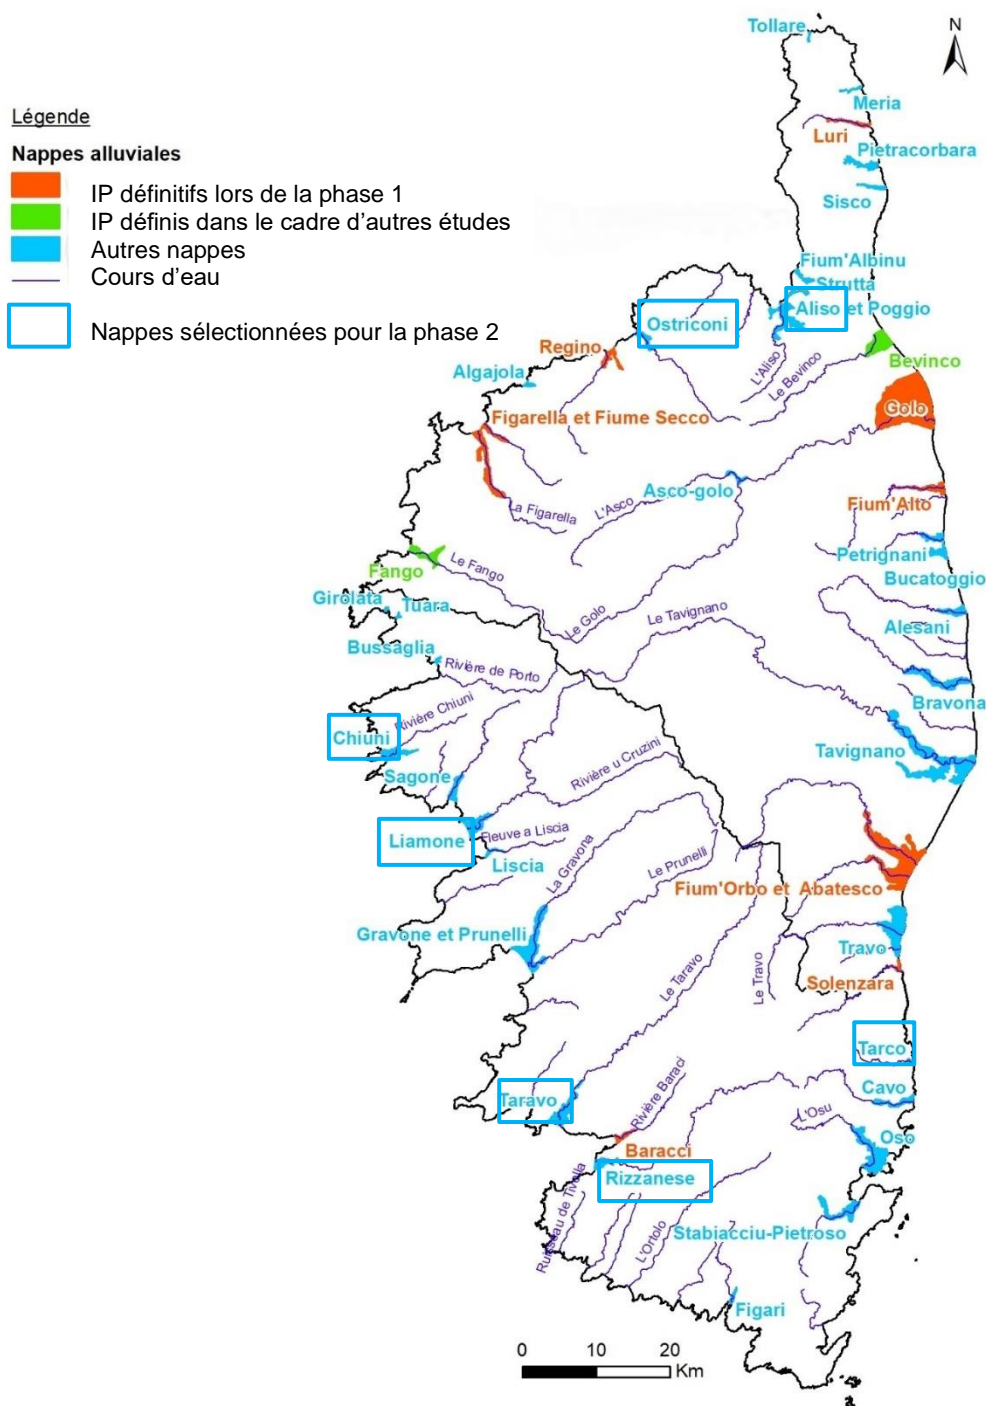 Légende
Nappes alluviales
IP définitifs lors de la phase 1
IP définis dans le cadre d'autres études
Autres nappes
Cours d'eau
Nappes sélectionnées pour la phase 2
N
Tollare
Meria
Luri
Pietracorbara
Sisco
Fium'Albinu
Strutta
Aliso et Poggio
Ostriconi
Regino
L'Aliso
Le Bevinco
Bevinco
Algajola
Golo
Figarella et Fiume Secco
Asco-golo
La Figarella
L'Asco
Fium'Alto
Petrignani
Fango
Le Fango
Bucatoggio
Girolata
Tuara
Le Golo
Le Tavignano
Alesani
Bussaglia
Rivière de Porto
Bravona
Rivière Chiuni
Chiuni
Tavignano
Sagone
Rivière u Cruzini
Liamone
Fleuve a Liscia
Liscia
La Gravona
Le Prunelli
Fium'Orbo et Abatesco
Gravone et Prunelli
Travo
Le Taravo
Le Travo
Solenzara
Tarco
Taravo
Rivière Baraci
Cavo
L'Osu
Oso
Baracci
Rizzanese
Ruisseau de Tivolla
L'Ortolo
Stabiacciu-Pietroso
Figari
0 10 20
Km